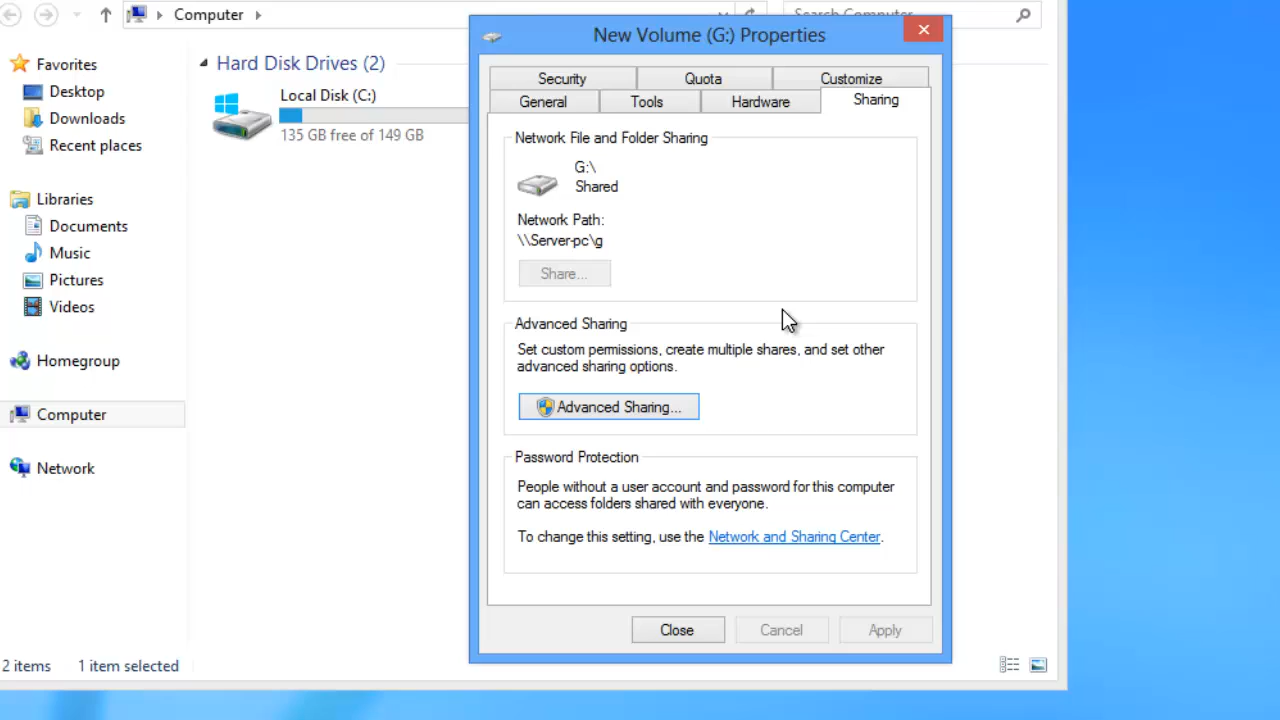 Computer
Search Computer
Favorites
Desktop
Downloads
Recent places
Libraries
Documents
Music
Pictures
Videos
Homegroup
Computer
Network
Hard Disk Drives (2)
Local Disk (C:)
135 GB free of 149 GB
2 items 1 item selected
New Volume (G:) Properties
Security Quota Customize
General Tools Hardware Sharing
Network File and Folder Sharing
G:\
Shared
Network Path:
\\Server-pc\g
Share...
Advanced Sharing
Set custom permissions, create multiple shares, and set other
advanced sharing options.
Advanced Sharing...
Password Protection
People without a user account and password for this computer
can access folders shared with everyone.
To change this setting, use the Network and Sharing Center.
Close Cancel Apply